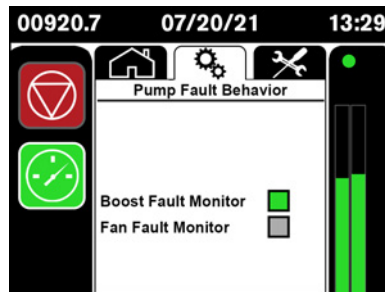 00920.7 07/20/21 13:29
Pump Fault Behavior
Boost Fault Monitor
Fan Fault Monitor